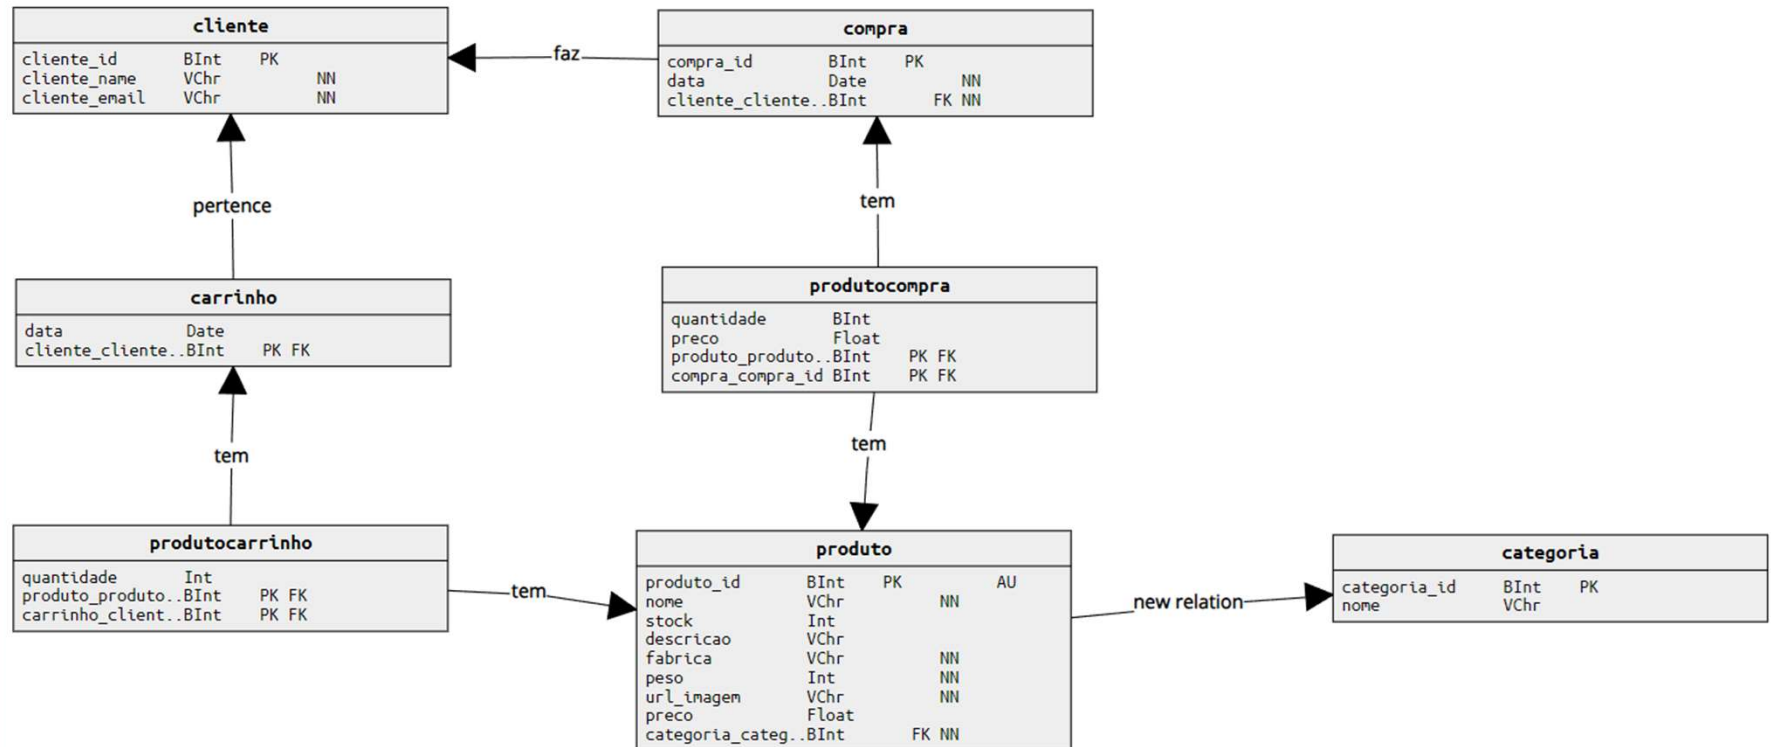 cliente
cliente_id BInt PK
cliente_name VChr NN
cliente_email VChr NN
faz
compra
compra_id BInt PK
data Date NN
cliente_cliente..BInt FK NN
pertence
tem
carrinho
data Date
cliente_cliente..BInt PK FK
produtocompra
quantidade BInt
preco Float
produto_produto..BInt PK FK
compra_compra_id BInt PK FK
tem
tem
produtocarrinho
quantidade Int
produto_produto..BInt PK FK
carrinho_client..BInt PK FK
tem
produto
produto_id BInt PK AU
nome VChr NN
stock Int
descricao VChr
fabrica VChr NN
peso Int NN
url_imagem VChr NN
preco Float
categoria_categ..BInt FK NN
new relation
categoria
categoria_id BInt PK
nome VChr